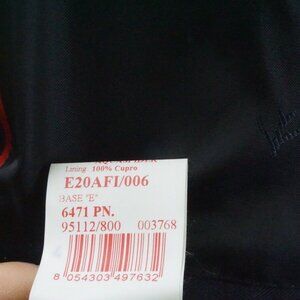 Lining 100% Cupro
E20AFI/006
BASE "E"
6471 PN.
95112/800 003768
8 054303 497632